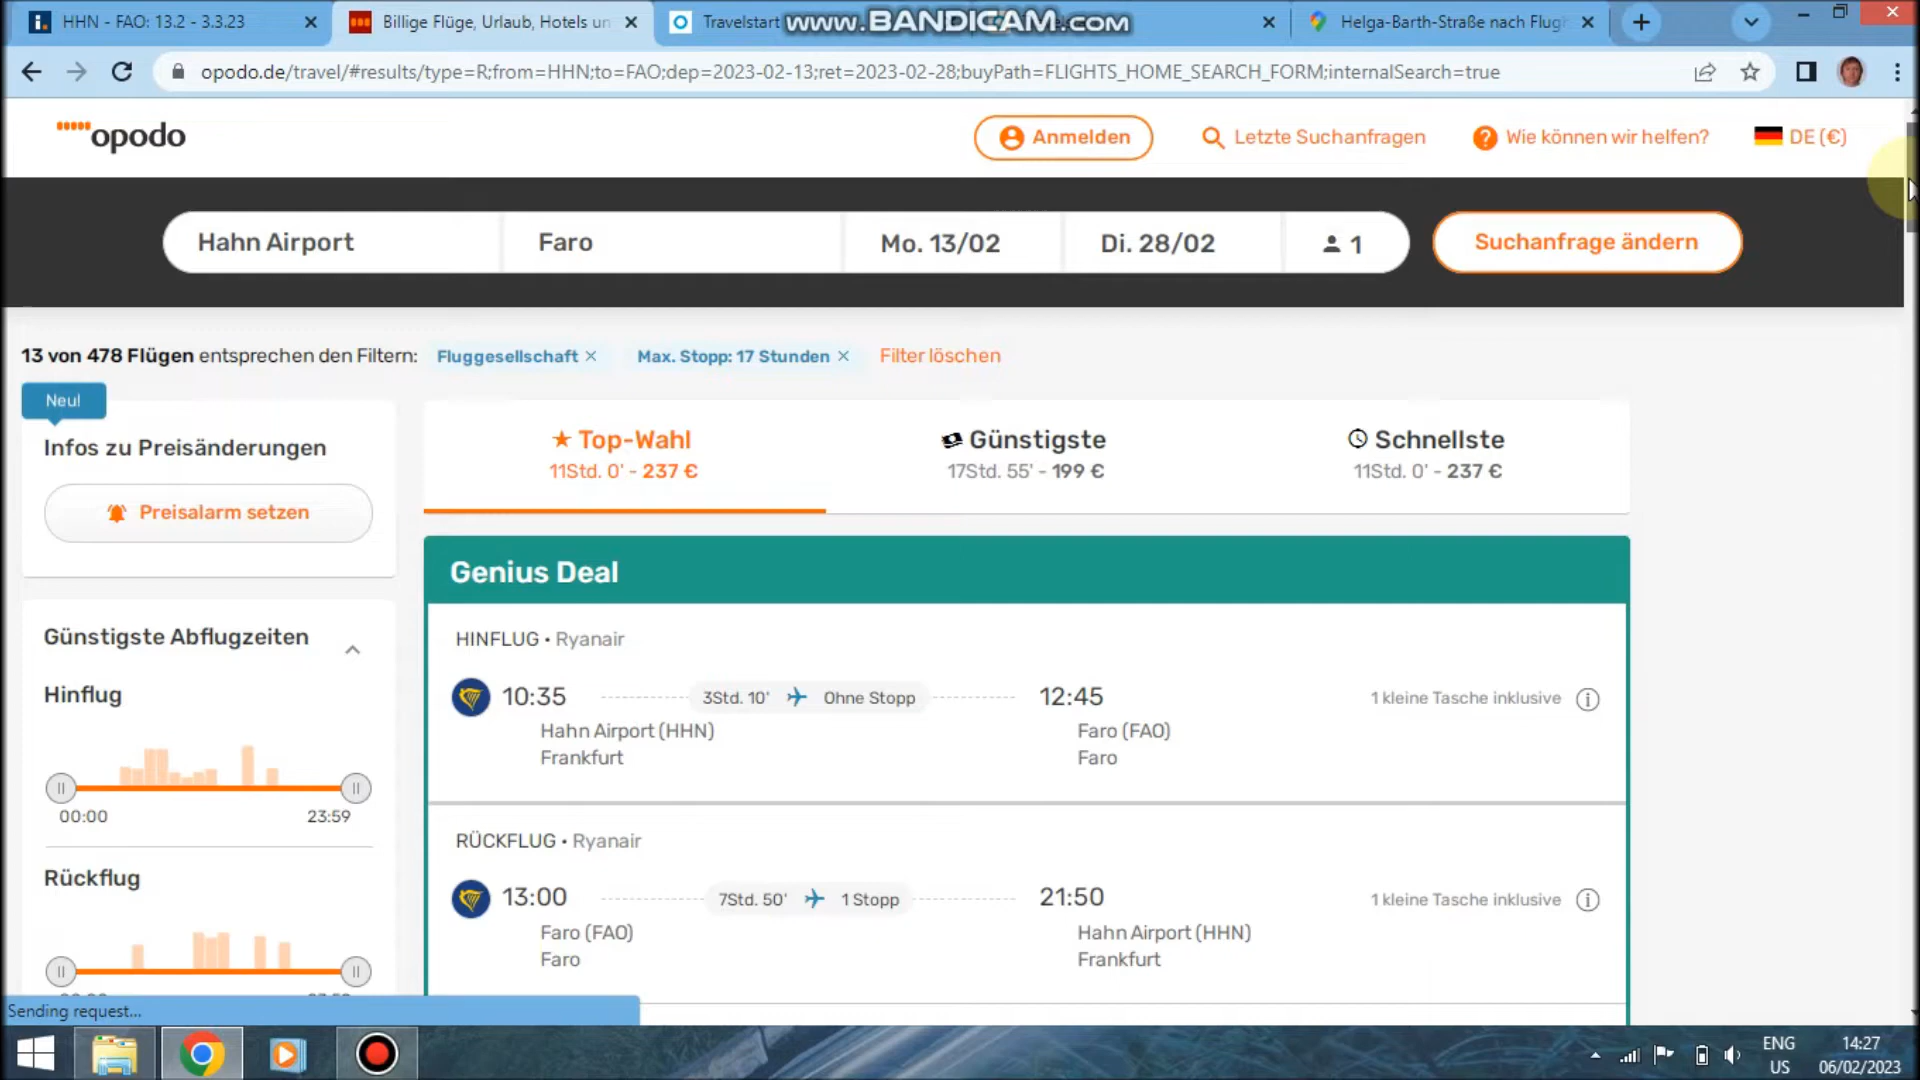 HHN - FAO: 13.2 - 3.3.23
Billige Flüge, Urlaub, Hotels un
Travelstart
www.BANDICAM.com
Helga-Barth-Straße nach Flug
opodo.de/travel/#results/type=R;from=HHN;to=FAO;dep=2023-02-13;ret=2023-02-28;buyPath=FLIGHTS_HOME_SEARCH_FORM;internalSearch=true
opodo
Anmelden
Letzte Suchanfragen
Wie können wir helfen?
DE (€)
Hahn Airport
Faro
Mo. 13/02
Di. 28/02
1
Suchanfrage ändern
13 von 478 Flügen entsprechen den Filtern:
Fluggesellschaft ×
Max. Stopp: 17 Stunden ×
Filter löschen
Neu!
Infos zu Preisänderungen
Preisalarm setzen
Top-Wahl
11Std. 0' - 237 €
Günstigste
17Std. 55' - 199 €
Schnellste
11Std. 0' - 237 €
Günstigste Abflugzeiten
Hinflug
00:00
23:59
Rückflug
Genius Deal
HINFLUG • Ryanair
10:35
3Std. 10'
Ohne Stopp
12:45
1 kleine Tasche inklusive
Hahn Airport (HHN)
Faro (FAO)
Frankfurt
Faro
RÜCKFLUG • Ryanair
13:00
7Std. 50'
1 Stopp
21:50
1 kleine Tasche inklusive
Faro (FAO)
Hahn Airport (HHN)
Faro
Frankfurt
Sending request...
ENG
US
14:27
06/02/2023